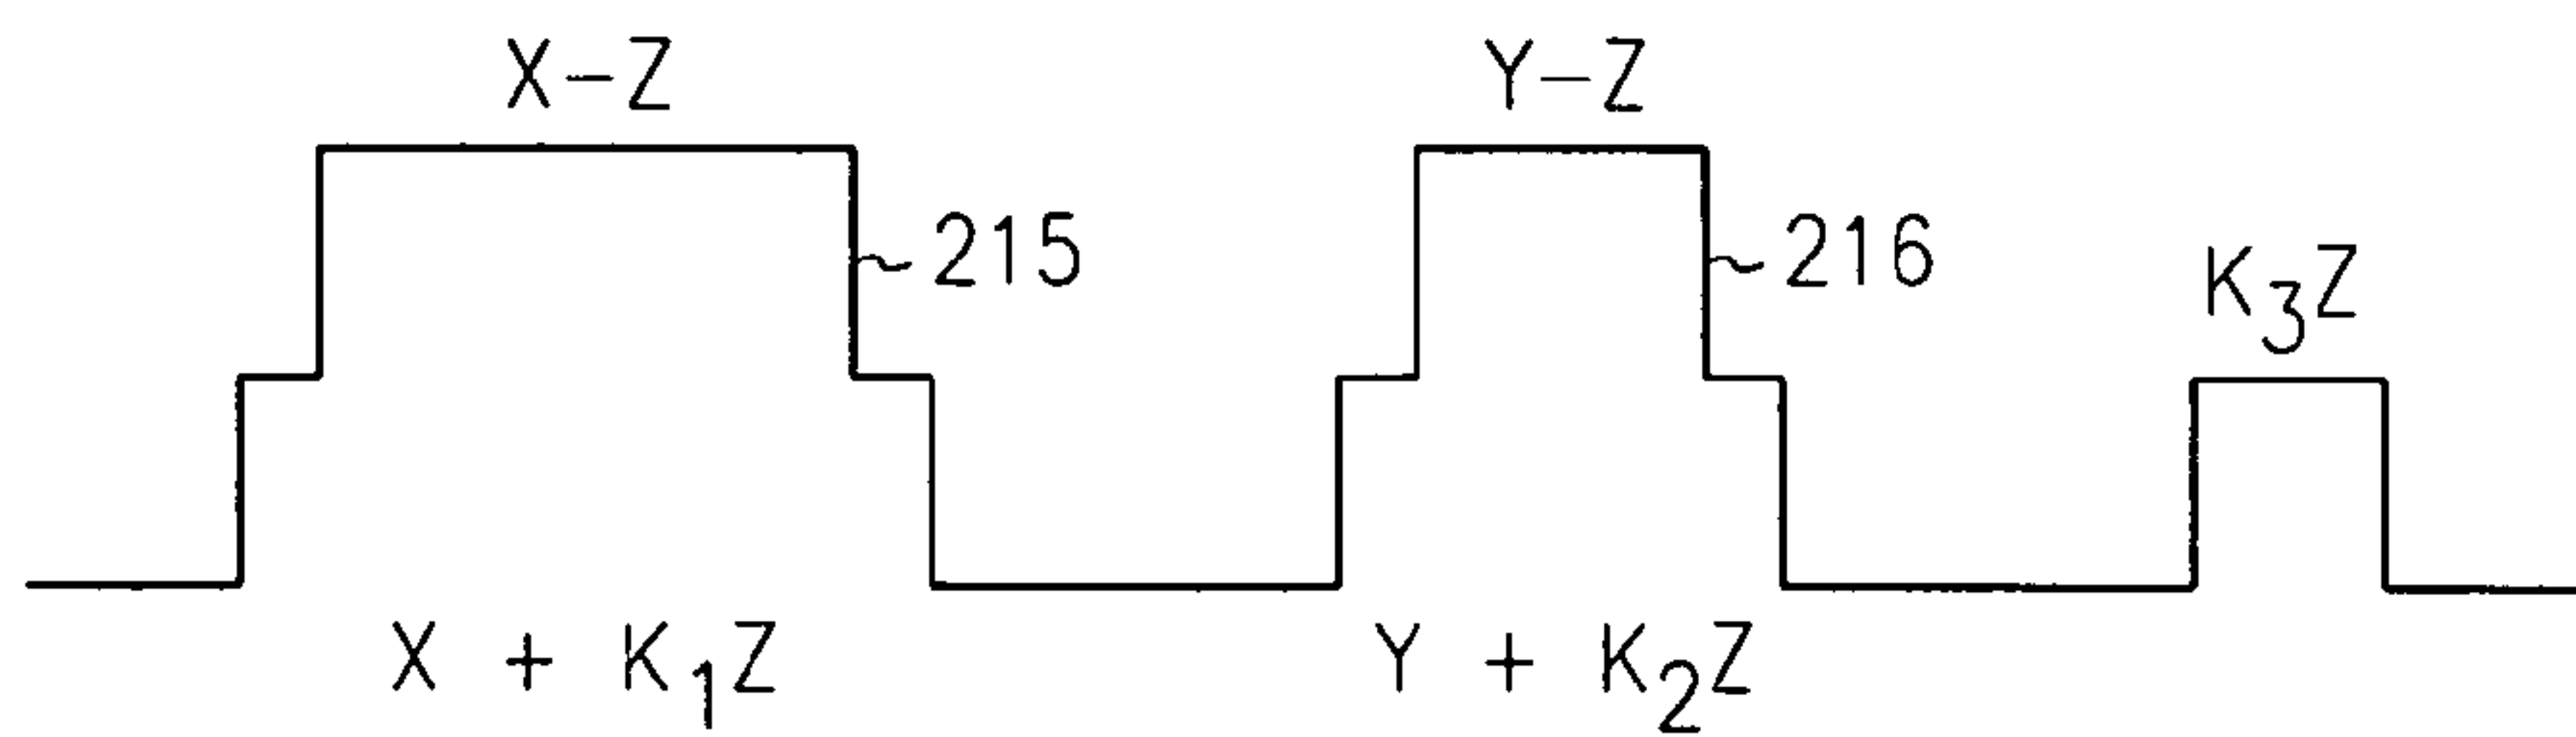 X-Z
Y-Z
215
216
K₃Z
X + K₁Z
Y + K₂Z